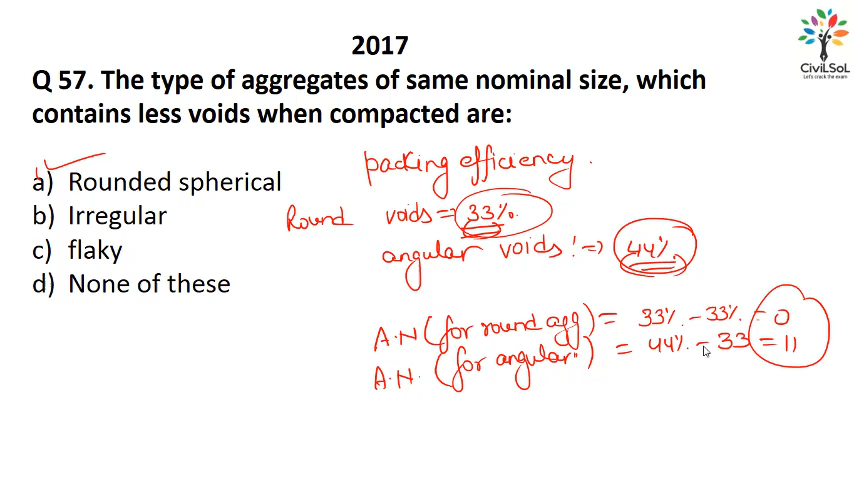 2017
CiviLSoL
Let's crack the exam
Q 57. The type of aggregates of same nominal size, which
contains less voids when compacted are:
packing efficiency.
a) Rounded spherical
b) Irregular
Round voids = 33%.
c) flaky
angular voids :=> 44%
d) None of these
A.N (for round agg) = 33%. - 33%. = 0
A.N. (for angular") = 44%. - 33 = 11